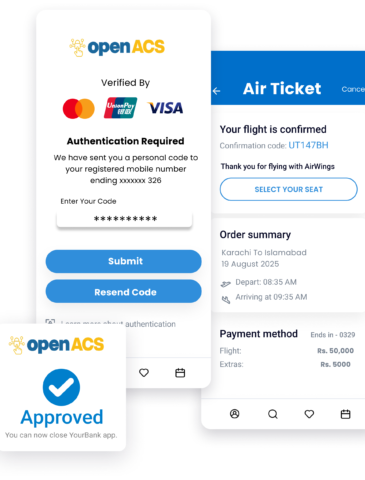 openACS
Verified By
UnionPay
银联
VISA
Authentication Required
We have sent you a personal code to
your registered mobile number
ending xxxxxxx 326
Enter Your Code
**********
Submit
Resend Code
Learn more about authentication
openACS
Approved
You can now close YourBank app.
Air Ticket
Cance
Your flight is confirmed
Confirmation code: UT147BH
Thank you for flying with AirWings
SELECT YOUR SEAT
Order summary
Karachi To Islamabad
19 August 2025
Depart: 08:35 AM
Arriving at 09:35 AM
Payment method Ends in - 0329
Flight: Rs. 50,000
Extras: Rs. 5000